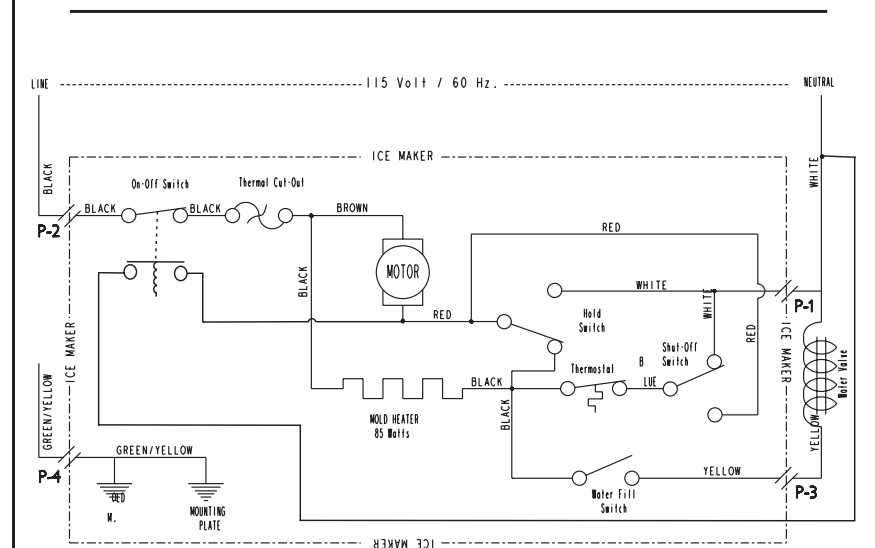 115 Volt / 60 Hz.
LINE
NEUTRAL
ICE MAKER
BLACK
WHITE
On-Off Switch
Thermal Cut-Out
BLACK
BLACK
BROWN
P-2
RED
MOTOR
BLACK
WHITE
P-1
RED
Hold
Switch
WHITE
RED
ICE MAKER
ICE MAKER
Shut-Off
Switch
Thermostat
B
LUE
BLACK
Water Valve
MOLD HEATER
85 Watts
BLACK
GREEN/YELLOW
GREEN/YELLOW
YELLOW
YELLOW
P-4
P-3
Water Fill
Switch
M.
MOUNTING
PLATE
ICE MAKER